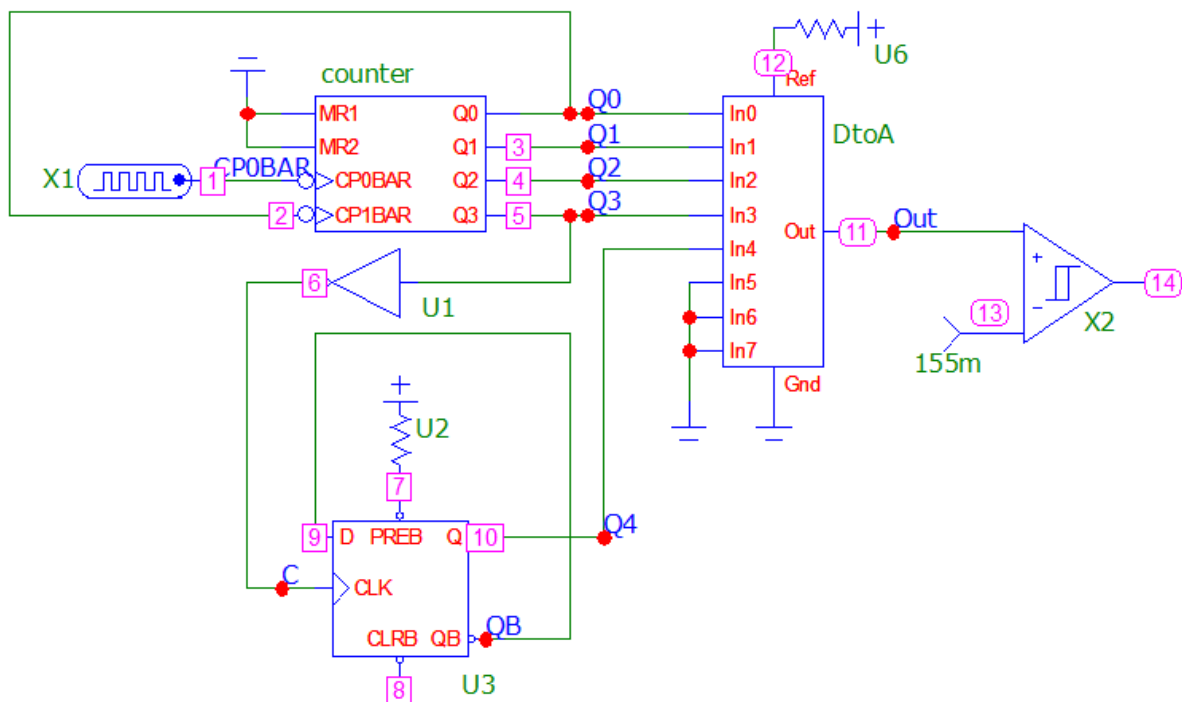 12
U6
Ref
counter
Q0
DtoA
MR1
Q0
In0
Q1
MR2
Q1
3
In1
Q2
X1
1
CP0BAR
CP0BAR
Q2
4
In2
Q3
2
CP1BAR
Q3
5
In3
Out
11
Out
In4
+
6
U1
In5
13
−
14
In6
X2
In7
155m
Gnd
+
U2
7
9
D
PREB
Q
10
Q4
C
CLK
CLRB
QB
QB
8
U3
+